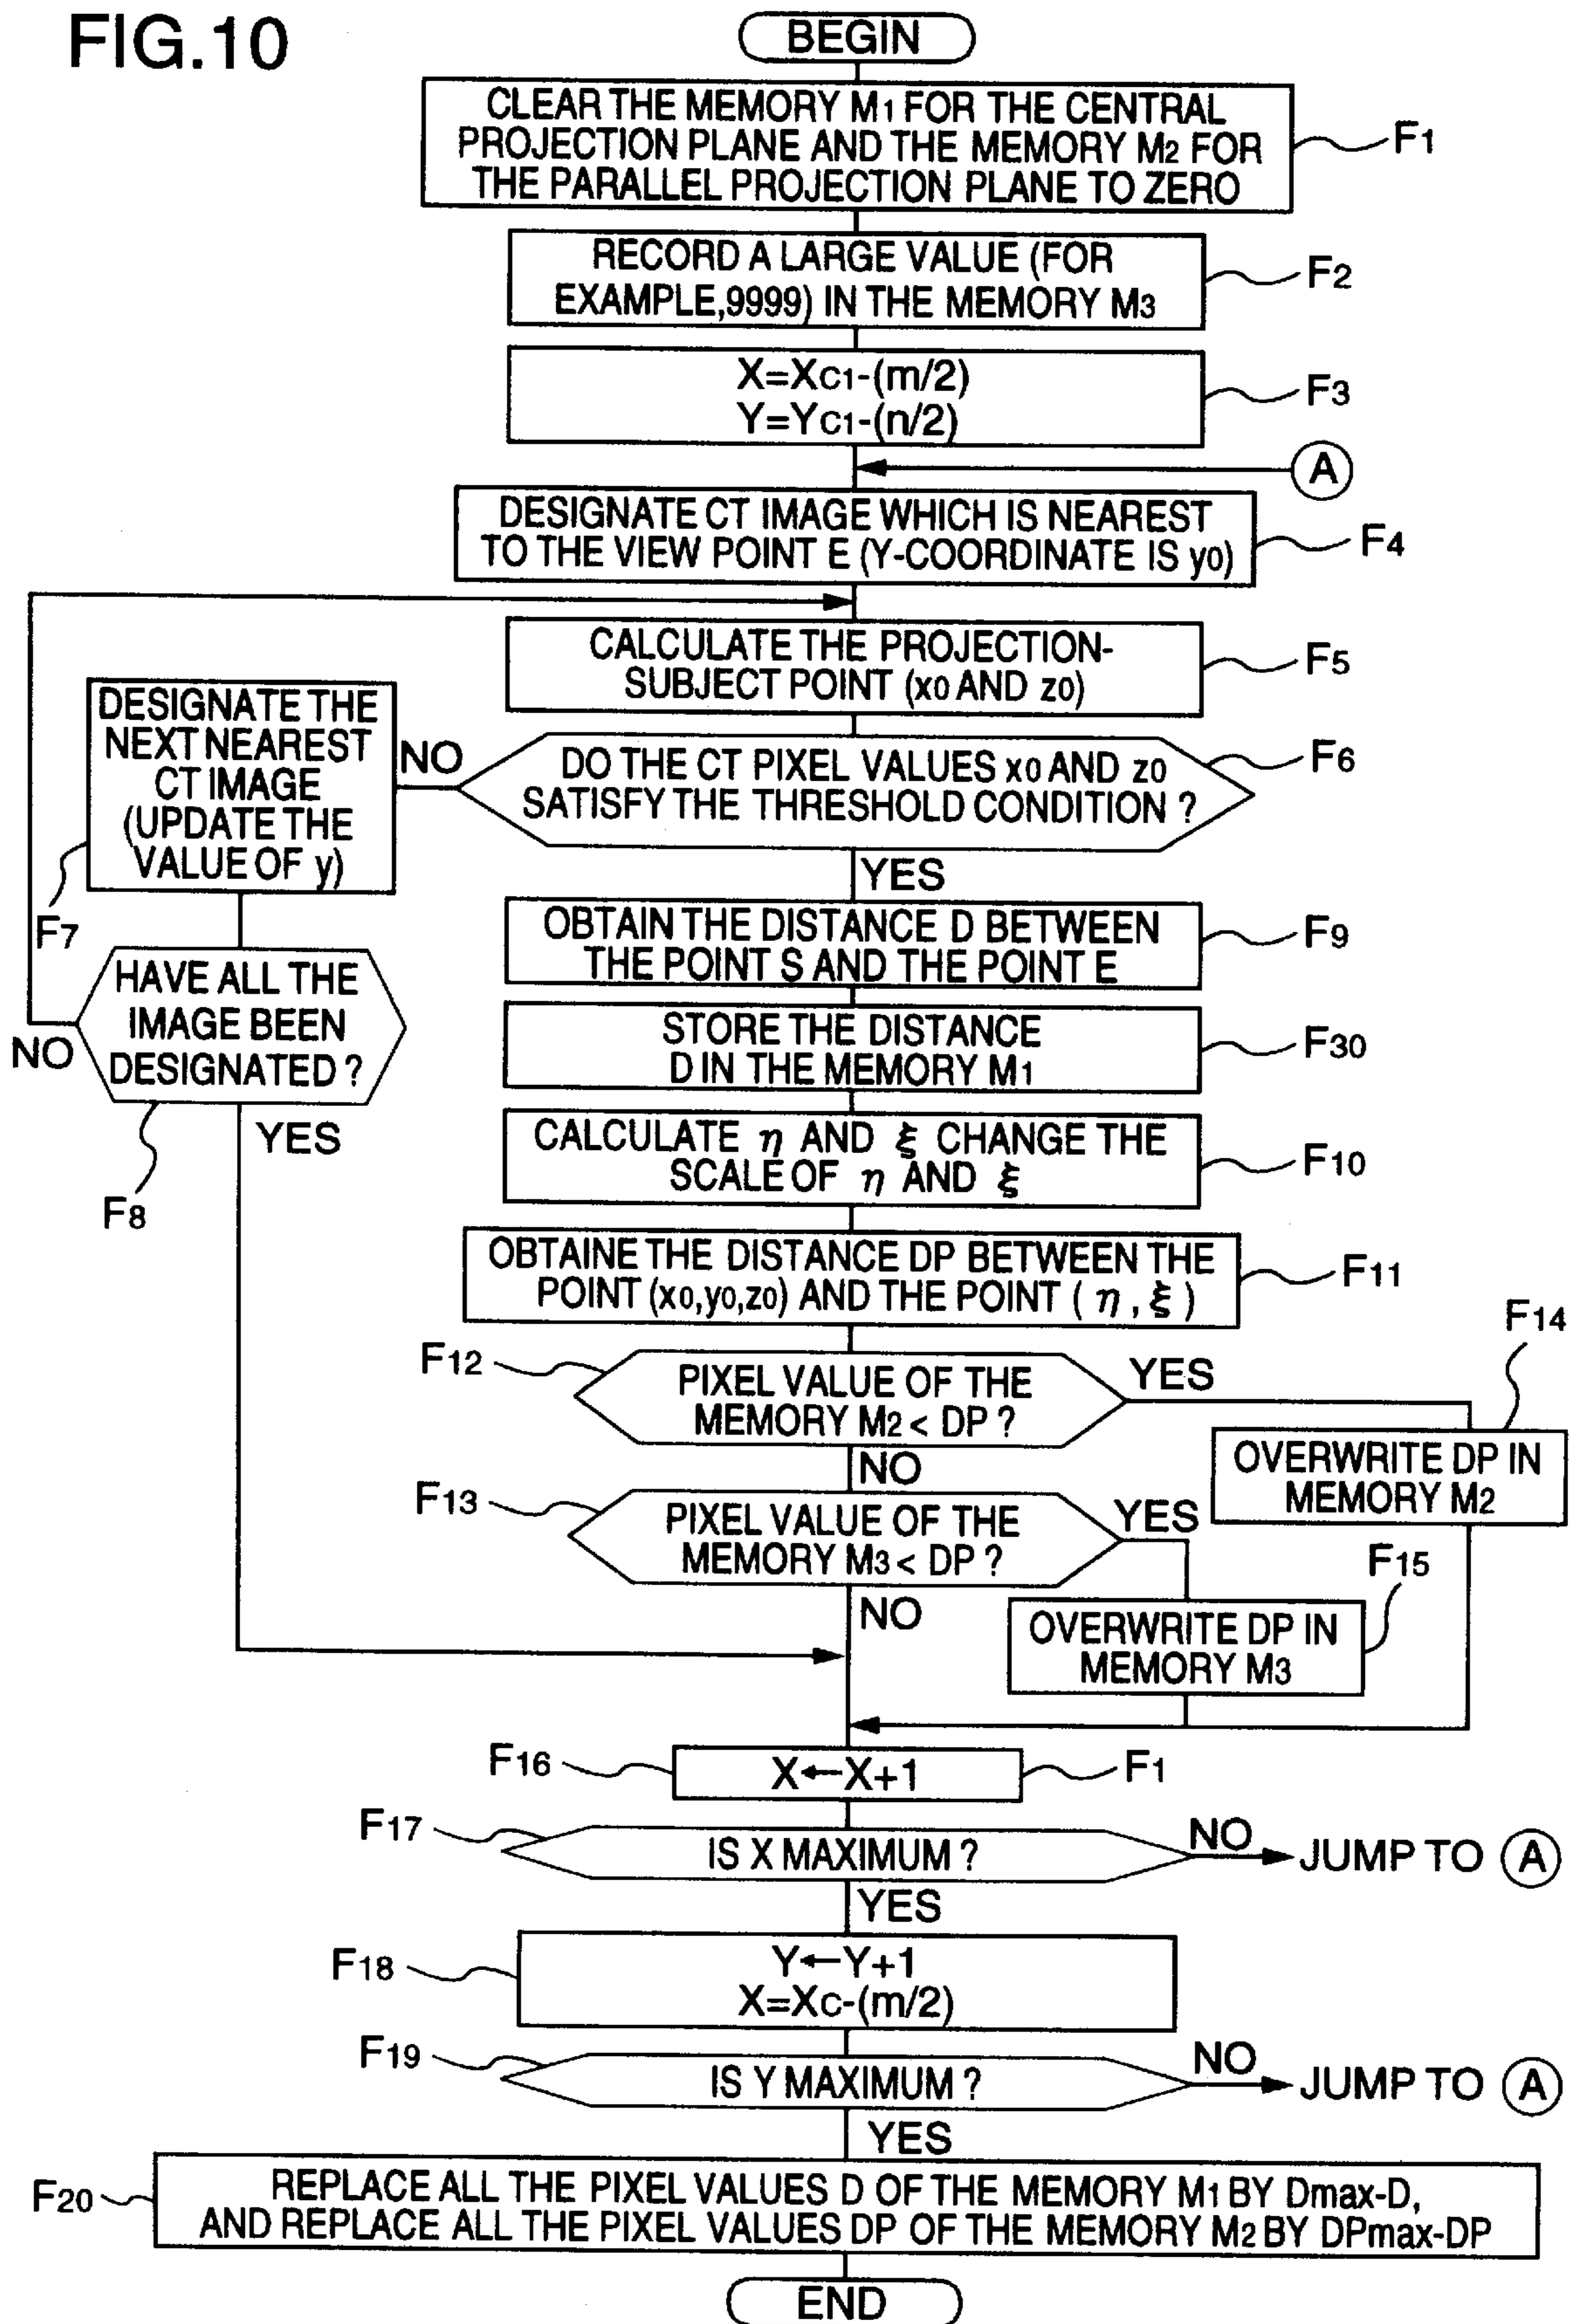 FIG.10
BEGIN
CLEAR THE MEMORY M1 FOR THE CENTRAL
PROJECTION PLANE AND THE MEMORY M2 FOR
THE PARALLEL PROJECTION PLANE TO ZERO
F1
RECORD A LARGE VALUE (FOR
EXAMPLE,9999) IN THE MEMORY M3
F2
X=XC1-(m/2)
Y=YC1-(n/2)
F3
A
DESIGNATE CT IMAGE WHICH IS NEAREST
TO THE VIEW POINT E (Y-COORDINATE IS y0)
F4
CALCULATE THE PROJECTION-
SUBJECT POINT (x0 AND z0)
F5
DO THE CT PIXEL VALUES x0 AND z0
SATISFY THE THRESHOLD CONDITION ?
F6
NO
YES
DESIGNATE THE
NEXT NEAREST
CT IMAGE
(UPDATE THE
VALUE OF y)
F7
HAVE ALL THE
IMAGE BEEN
DESIGNATED ?
NO
YES
F8
OBTAIN THE DISTANCE D BETWEEN
THE POINT S AND THE POINT E
F9
STORE THE DISTANCE
D IN THE MEMORY M1
F30
CALCULATE η AND ξ CHANGE THE
SCALE OF η AND ξ
F10
OBTAINE THE DISTANCE DP BETWEEN THE
POINT (x0,y0,z0) AND THE POINT ( η , ξ )
F11
F12
PIXEL VALUE OF THE
MEMORY M2 < DP ?
YES
NO
F14
OVERWRITE DP IN
MEMORY M2
F13
PIXEL VALUE OF THE
MEMORY M3 < DP ?
YES
NO
F15
OVERWRITE DP IN
MEMORY M3
F16
X←X+1
F1
F17
IS X MAXIMUM ?
NO
JUMP TO A
YES
F18
Y←Y+1
X=XC-(m/2)
F19
IS Y MAXIMUM ?
NO
JUMP TO A
YES
F20
REPLACE ALL THE PIXEL VALUES D OF THE MEMORY M1 BY Dmax-D,
AND REPLACE ALL THE PIXEL VALUES DP OF THE MEMORY M2 BY DPmax-DP
END